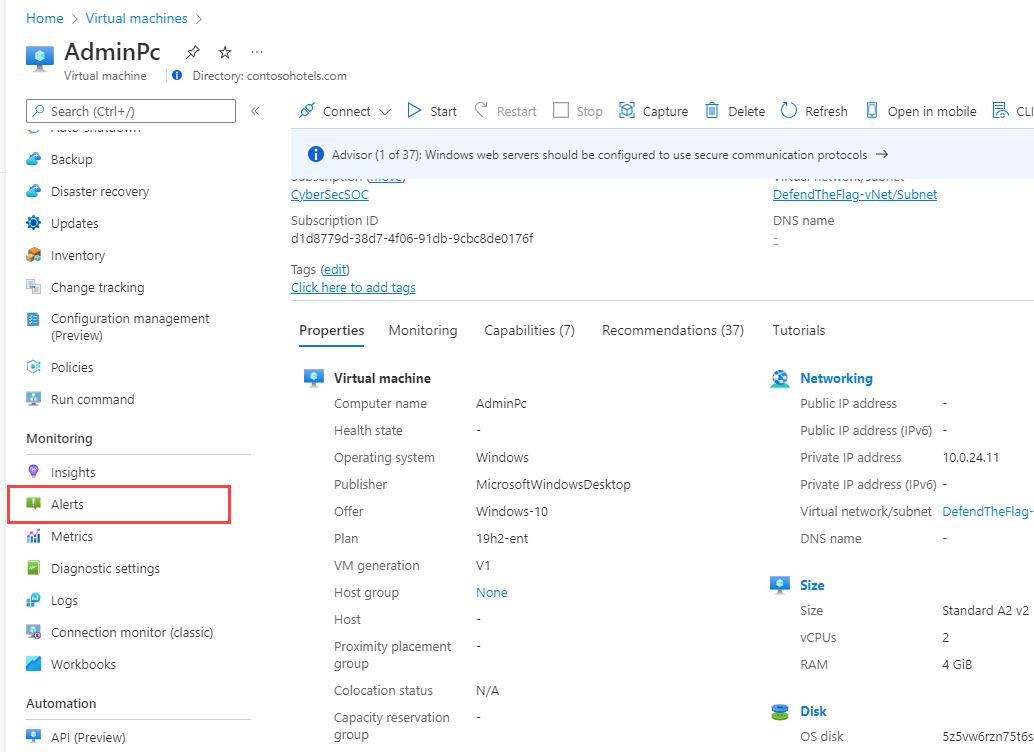 Home > Virtual machines >
AdminPc
Virtual machine
Directory: contosohotels.com
Search (Ctrl+/)
«
Auto-shutdown
Backup
Disaster recovery
Updates
Inventory
Change tracking
Configuration management
(Preview)
Policies
Run command
Monitoring
Insights
Alerts
Metrics
Diagnostic settings
Logs
Connection monitor (classic)
Workbooks
Automation
API (Preview)
Connect Start Restart Stop Capture Delete Refresh Open in mobile CLI
Advisor (1 of 37): Windows web servers should be configured to use secure communication protocols →
Subscription (move)
CyberSecSOC
Subscription ID
d1d8779d-38d7-4f06-91db-9cbc8de0176f
Tags (edit)
Click here to add tags
Virtual network/subnet
DefendTheFlag-vNet/Subnet
DNS name
-
Properties Monitoring Capabilities (7) Recommendations (37) Tutorials
Virtual machine
Computer name AdminPc
Health state -
Operating system Windows
Publisher MicrosoftWindowsDesktop
Offer Windows-10
Plan 19h2-ent
VM generation V1
Host group None
Host -
Proximity placement -
group
Colocation status N/A
Capacity reservation -
group
Networking
Public IP address -
Public IP address (IPv6) -
Private IP address 10.0.24.11
Private IP address (IPv6) -
Virtual network/subnet DefendTheFlag-
DNS name -
Size
Size Standard A2 v2
vCPUs 2
RAM 4 GiB
Disk
OS disk 5z5vw6rzn75t6s